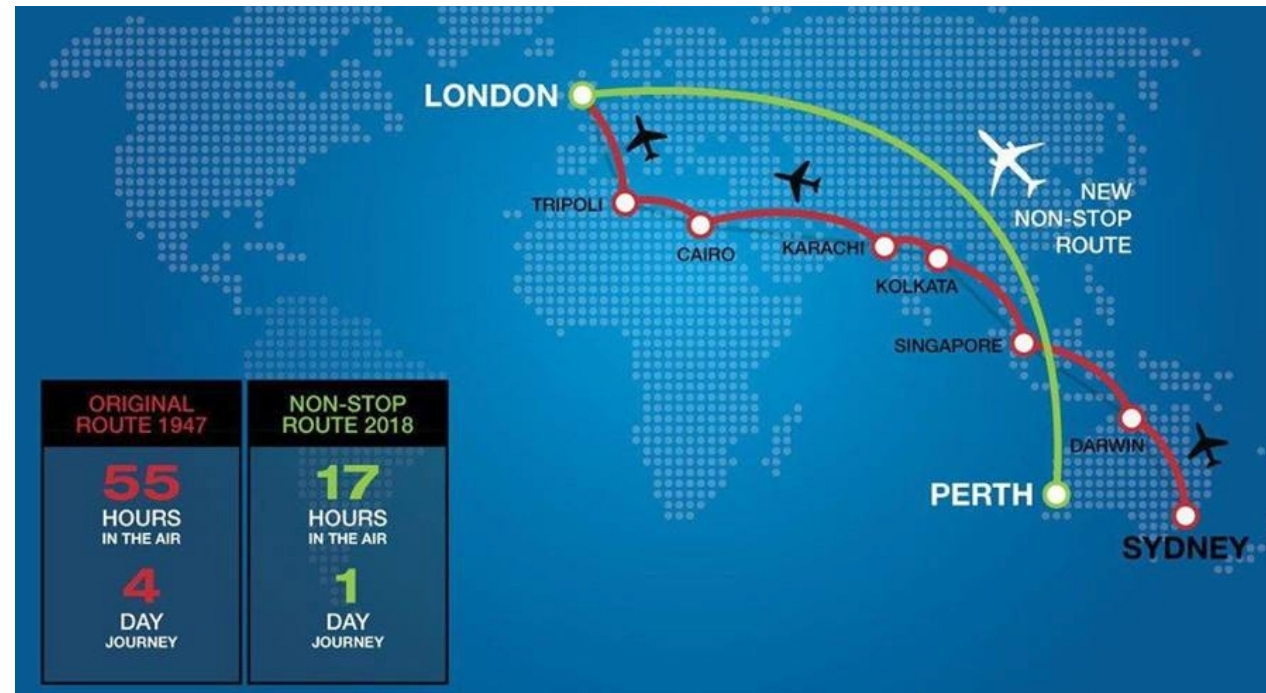 LONDON
TRIPOLI
CAIRO
KARACHI
KOLKATA
SINGAPORE
DARWIN
PERTH
SYDNEY
NEW
NON-STOP
ROUTE
ORIGINAL
ROUTE 1947
55
HOURS
IN THE AIR
4
DAY
JOURNEY
NON-STOP
ROUTE 2018
17
HOURS
IN THE AIR
1
DAY
JOURNEY